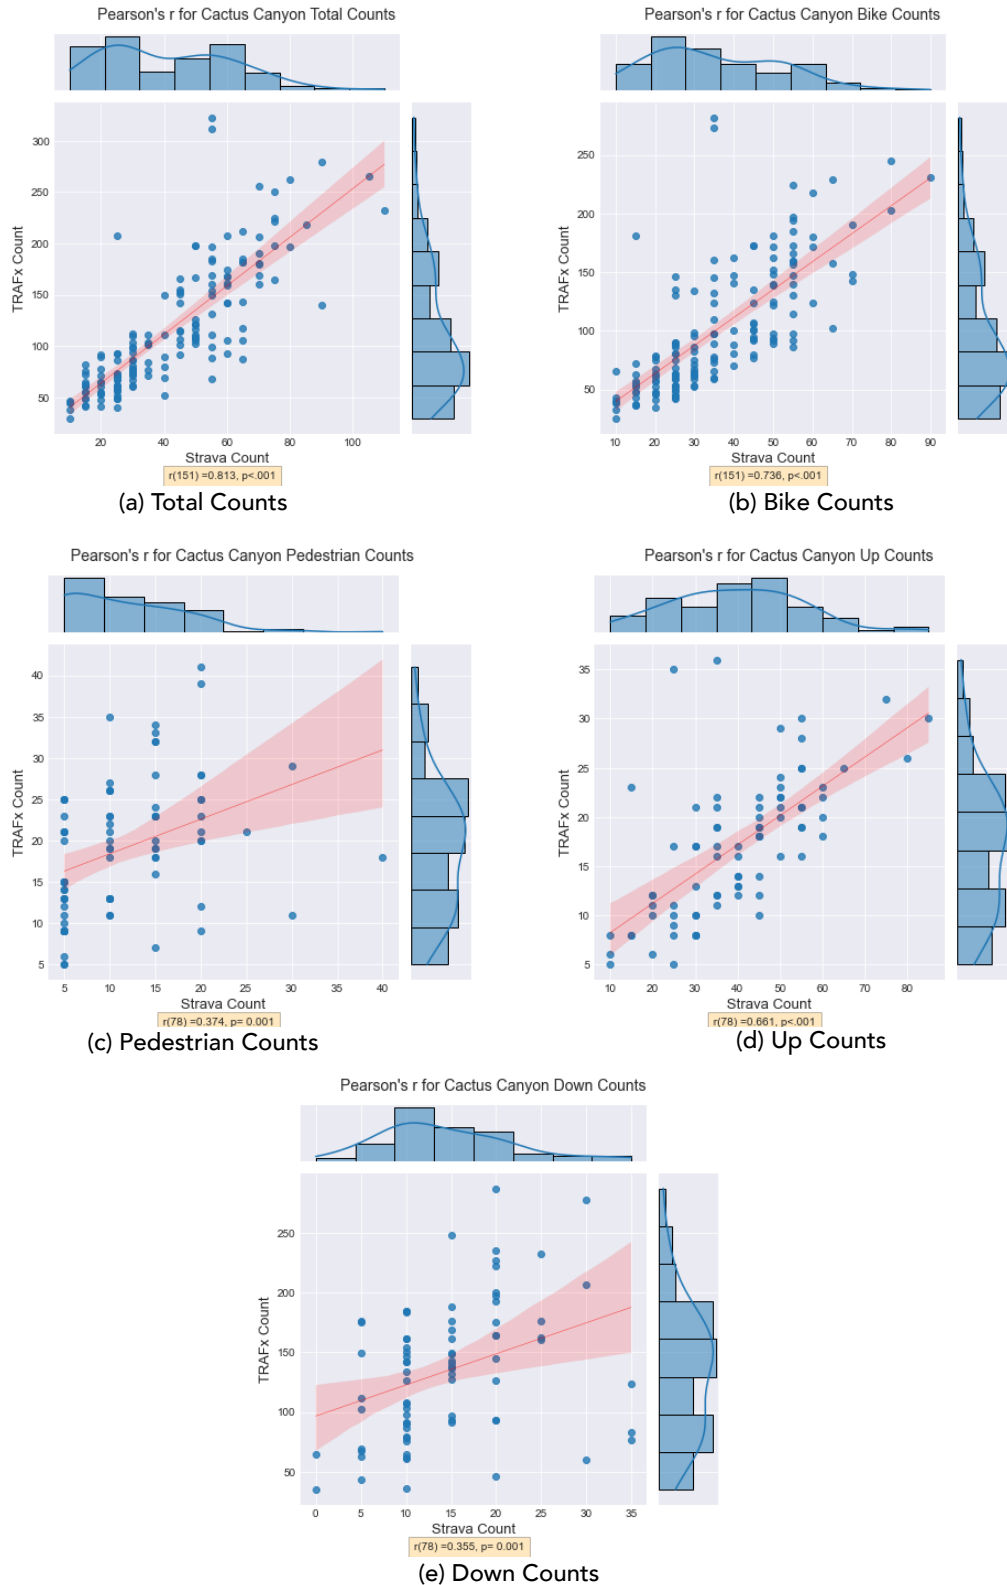 Pearson's r for Cactus Canyon Total Counts
TRAFx Count
300
250
200
150
100
50
20 40 60 80 100
Strava Count
r(151) =0.813, p<.001
(a) Total Counts
Pearson's r for Cactus Canyon Bike Counts
TRAFx Count
250
200
150
100
50
10 20 30 40 50 60 70 80 90
Strava Count
r(151) =0.736, p<.001
(b) Bike Counts
Pearson's r for Cactus Canyon Pedestrian Counts
TRAFx Count
40
35
30
25
20
15
10
5
5 10 15 20 25 30 35 40
Strava Count
r(78) =0.374, p= 0.001
(c) Pedestrian Counts
Pearson's r for Cactus Canyon Up Counts
TRAFx Count
35
30
25
20
15
10
5
10 20 30 40 50 60 70 80
Strava Count
r(78) =0.661, p<.001
(d) Up Counts
Pearson's r for Cactus Canyon Down Counts
TRAFx Count
250
200
150
100
50
0 5 10 15 20 25 30 35
Strava Count
r(78) =0.355, p= 0.001
(e) Down Counts